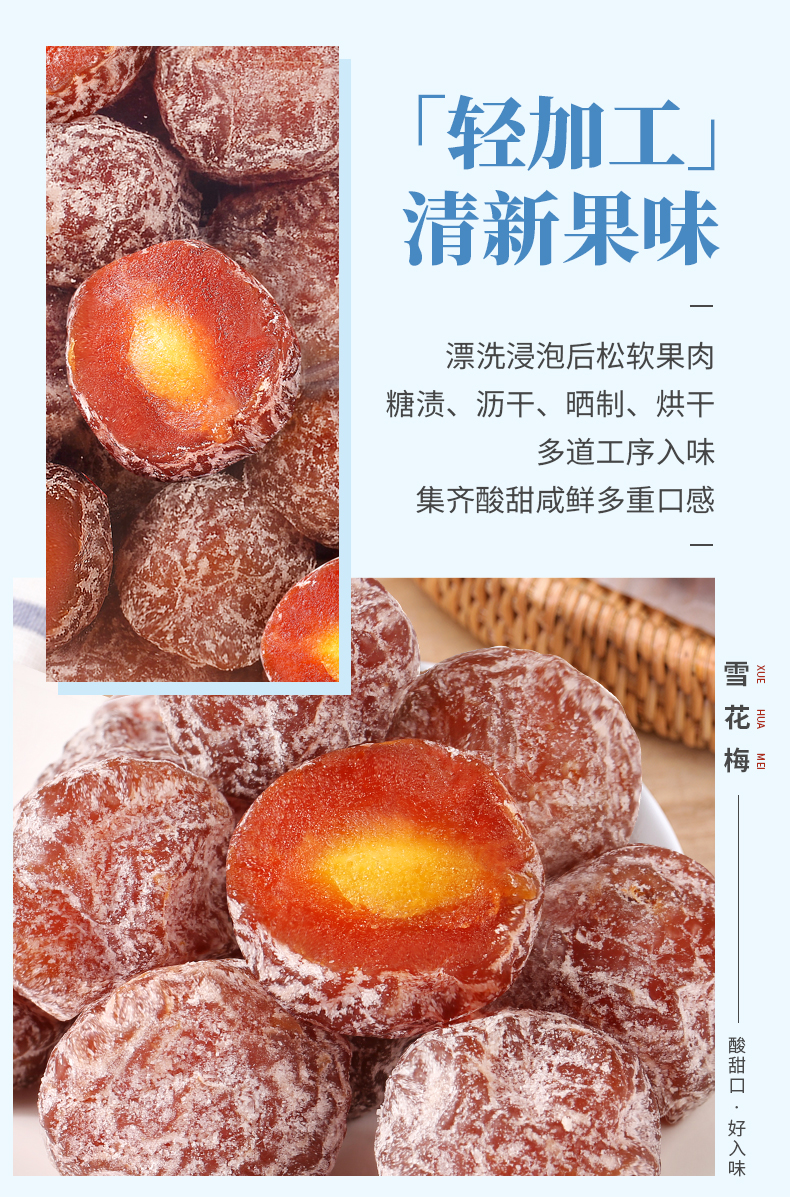 「轻加工」
清新果味
漂洗浸泡后松软果肉
糖渍、沥干、晒制、烘干
多道工序入味
集齐酸甜咸鲜多重口感
雪花梅
XUE HUA MEI
酸甜口·好入味